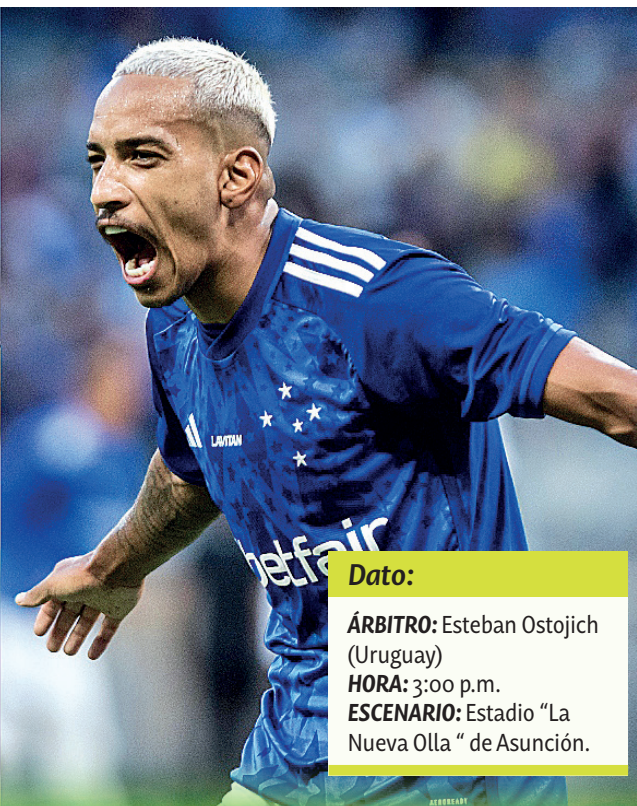 LAVITAN
betfair
Dato:
ÁRBITRO: Esteban Ostojich
(Uruguay)
HORA: 3:00 p.m.
ESCENARIO: Estadio “La
Nueva Olla “ de Asunción.